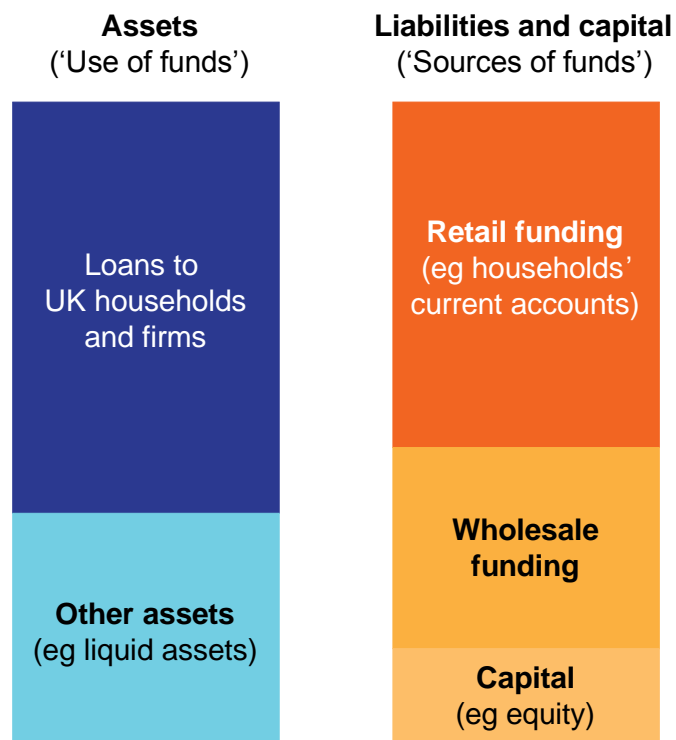 Assets
(‘Use of funds’)
Loans to
UK households
and firms
Other assets
(eg liquid assets)
Liabilities and capital
(‘Sources of funds’)
Retail funding
(eg households’
current accounts)
Wholesale
funding
Capital
(eg equity)